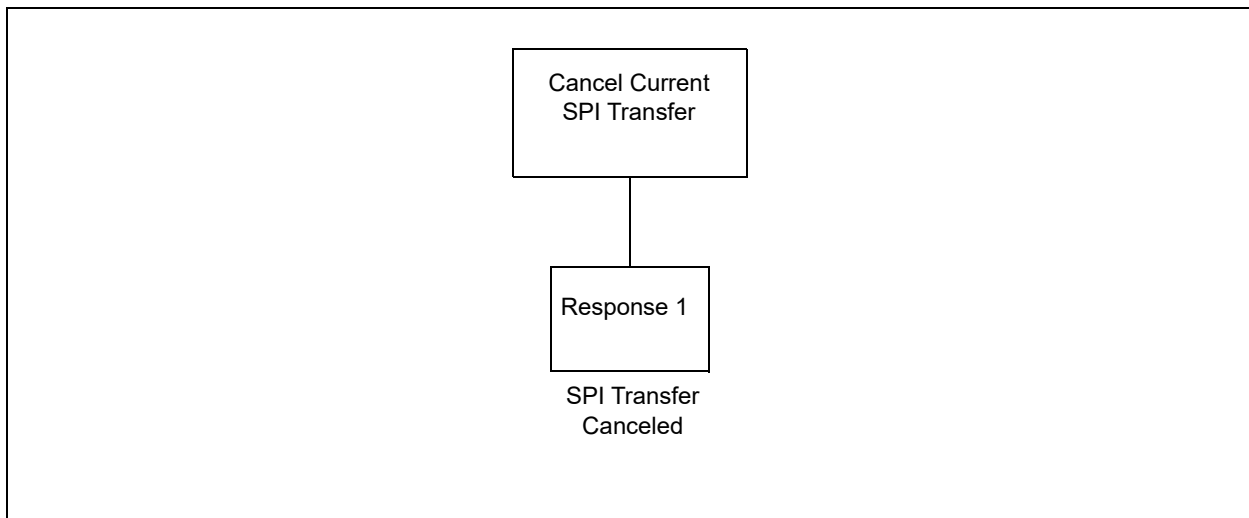 Cancel Current
SPI Transfer
Response 1
SPI Transfer
Canceled